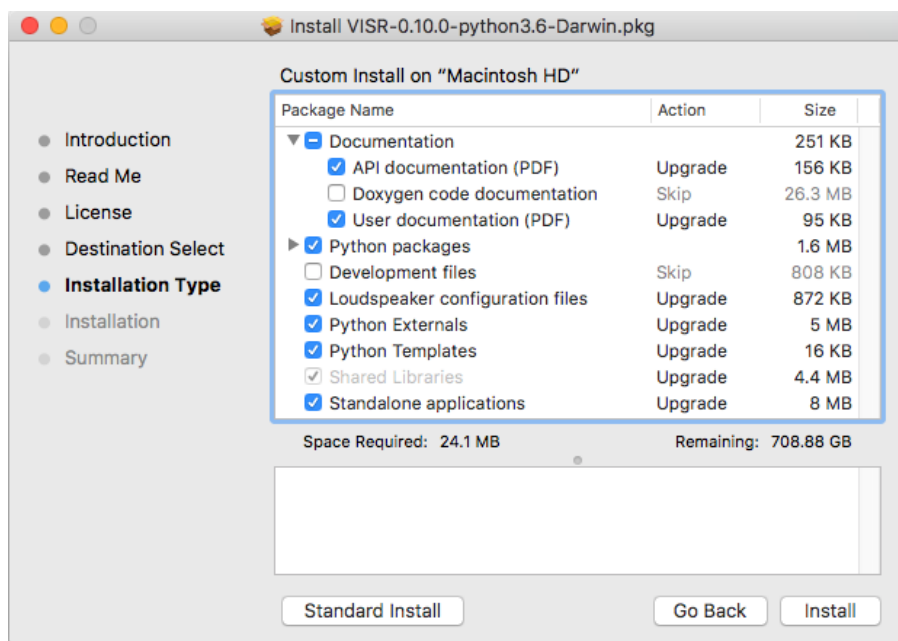 Install VISR-0.10.0-python3.6-Darwin.pkg
Custom Install on “Macintosh HD”
Introduction
Read Me
License
Destination Select
Installation Type
Installation
Summary
Package Name Action Size
Documentation 251 KB
API documentation (PDF) Upgrade 156 KB
Doxygen code documentation Skip 26.3 MB
User documentation (PDF) Upgrade 95 KB
Python packages 1.6 MB
Development files Skip 808 KB
Loudspeaker configuration files Upgrade 872 KB
Python Externals Upgrade 5 MB
Python Templates Upgrade 16 KB
Shared Libraries Upgrade 4.4 MB
Standalone applications Upgrade 8 MB
Space Required: 24.1 MB Remaining: 708.88 GB
Standard Install Go Back Install